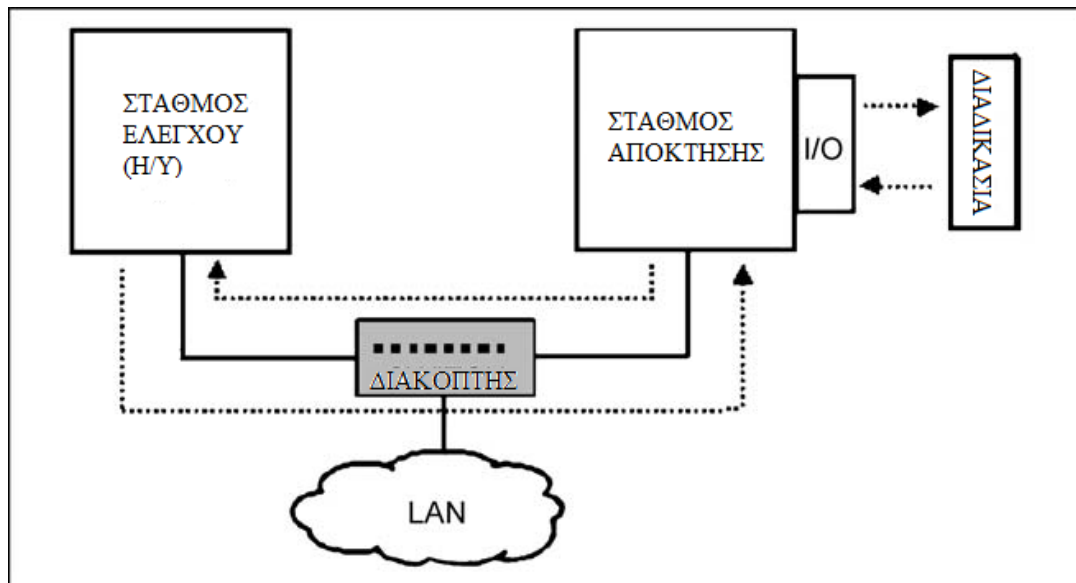 ΣΤΑΘΜΟΣ
ΕΛΕΓΧΟΥ
(Η/Υ)
ΣΤΑΘΜΟΣ
ΑΠΟΚΤΗΣΗΣ
I/O
ΔΙΑΔΙΚΑΣΙΑ
ΔΙΑΚΟΠΤΗΣ
LAN